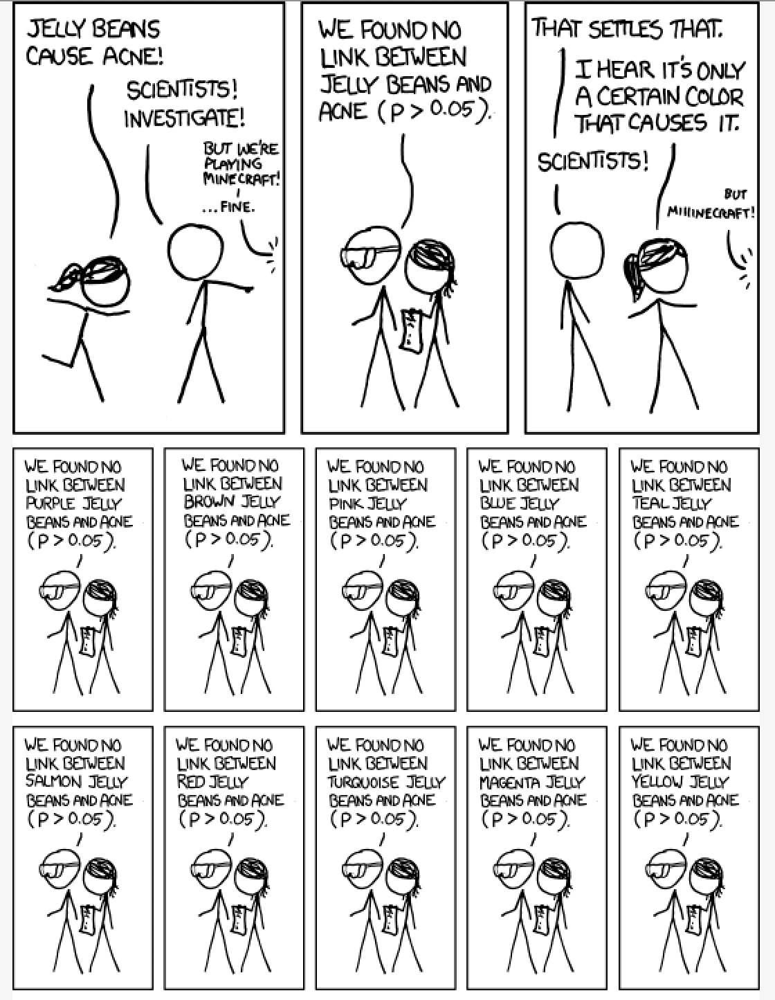 JELLY BEANS
CAUSE ACNE!
SCIENTISTS!
INVESTIGATE!
BUT WE'RE
PLAYING
MINECRAFT!
...FINE.
WE FOUND NO
LINK BETWEEN
JELLY BEANS AND
ACNE (P > 0.05).
THAT SETTLES THAT.
I HEAR IT'S ONLY
A CERTAIN COLOR
THAT CAUSES IT.
SCIENTISTS!
BUT
MIIIINECRAFT!
WE FOUND NO
LINK BETWEEN
PURPLE JELLY
BEANS AND ACNE
(P > 0.05).
WE FOUND NO
LINK BETWEEN
BROWN JELLY
BEANS AND ACNE
(P > 0.05).
WE FOUND NO
LINK BETWEEN
PINK JELLY
BEANS AND ACNE
(P > 0.05).
WE FOUND NO
LINK BETWEEN
BLUE JELLY
BEANS AND ACNE
(P > 0.05).
WE FOUND NO
LINK BETWEEN
TEAL JELLY
BEANS AND ACNE
(P > 0.05).
WE FOUND NO
LINK BETWEEN
SALMON JELLY
BEANS AND ACNE
(P > 0.05).
WE FOUND NO
LINK BETWEEN
RED JELLY
BEANS AND ACNE
(P > 0.05).
WE FOUND NO
LINK BETWEEN
TURQUOISE JELLY
BEANS AND ACNE
(P > 0.05).
WE FOUND NO
LINK BETWEEN
MAGENTA JELLY
BEANS AND ACNE
(P > 0.05).
WE FOUND NO
LINK BETWEEN
YELLOW JELLY
BEANS AND ACNE
(P > 0.05).